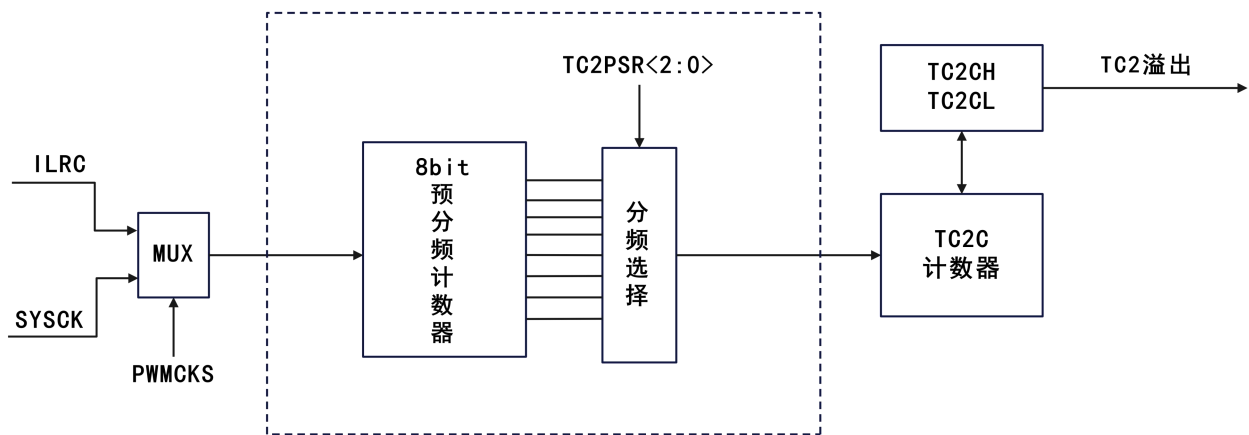 ILRC
SYSCK
MUX
PWMCKS
8bit
预
分
频
计
数
器
TC2PSR<2:0>
分
频
选
择
TC2CH
TC2CL
TC2溢出
TC2C
计数器